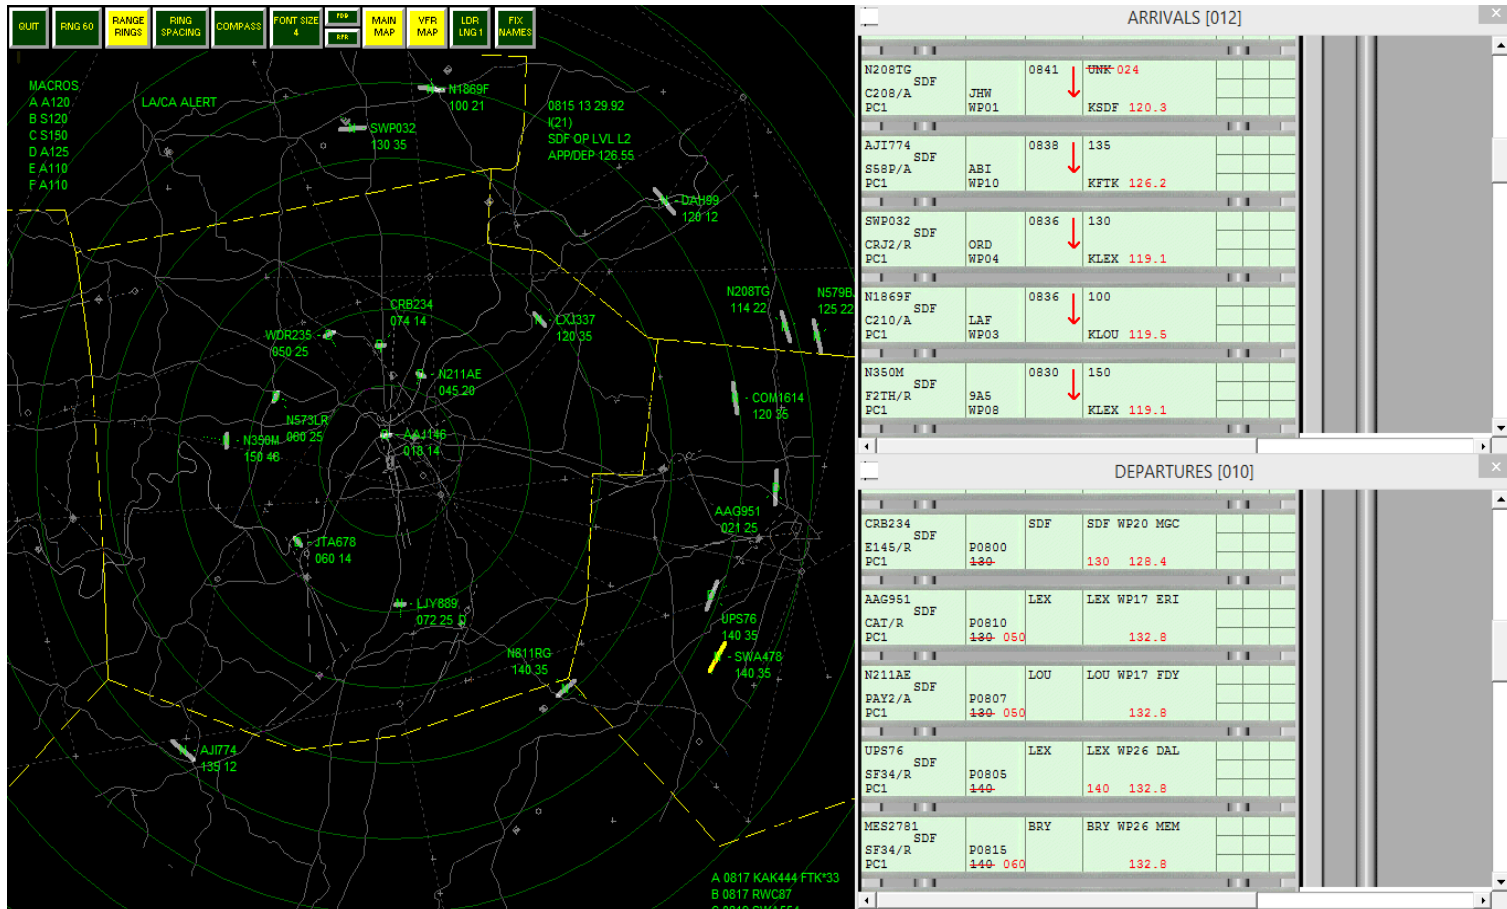 QUIT
RNG 60
RANGE RINGS
RING SPACING
COMPASS
FONT SIZE 4
PDB
RFR
MAIN MAP
VFR MAP
LDR LNG 1
FIX NAMES
MACROS
A A120
B S120
C S150
D A125
E A110
F A110
LA/CA ALERT
N1869F
100 21
SWP032
130 35
0815 13 29.92
I(21)
SDF OP LVL L2
APP/DEP 126.55
DAH99
120 12
N208TG
114 22
N579B
125 22
CRB234
074 14
WDR235
050 25
LXJ337
120 35
N211AE
045 20
COM1614
120 35
N573LR
060 25
N350M
150 46
AAJ146
018 14
AAG951
021 25
JTA678
060 14
LJY889
072 25 D
UPS76
140 35
SWA478
140 35
N811RG
140 35
AJI774
135 12
A 0817 KAK444 FTK*33
B 0817 RWC87
ARRIVALS [012]
N208TG 0841 UNK 024
SDF
C208/A JHW
PC1 WP01 KSDF 120.3
AJI774 0838 135
SDF
S58P/A ABI
PC1 WP10 KFTK 126.2
SWP032 0836 130
SDF
CRJ2/R ORD
PC1 WP04 KLEX 119.1
N1869F 0836 100
SDF
C210/A LAF
PC1 WP03 KLOU 119.5
N350M 0830 150
SDF
F2TH/R 9A5
PC1 WP08 KLEX 119.1
DEPARTURES [010]
CRB234 SDF SDF WP20 MGC
SDF
E145/R P0800
PC1 130 130 128.4
AAG951 LEX LEX WP17 ERI
SDF
CAT/R P0810
PC1 130 050 132.8
N211AE LOU LOU WP17 FDY
SDF
PAY2/A P0807
PC1 130 050 132.8
UPS76 LEX LEX WP26 DAL
SDF
SF34/R P0805
PC1 140 140 132.8
MES2781 BRY BRY WP26 MEM
SDF
SF34/R P0815
PC1 140 060 132.8